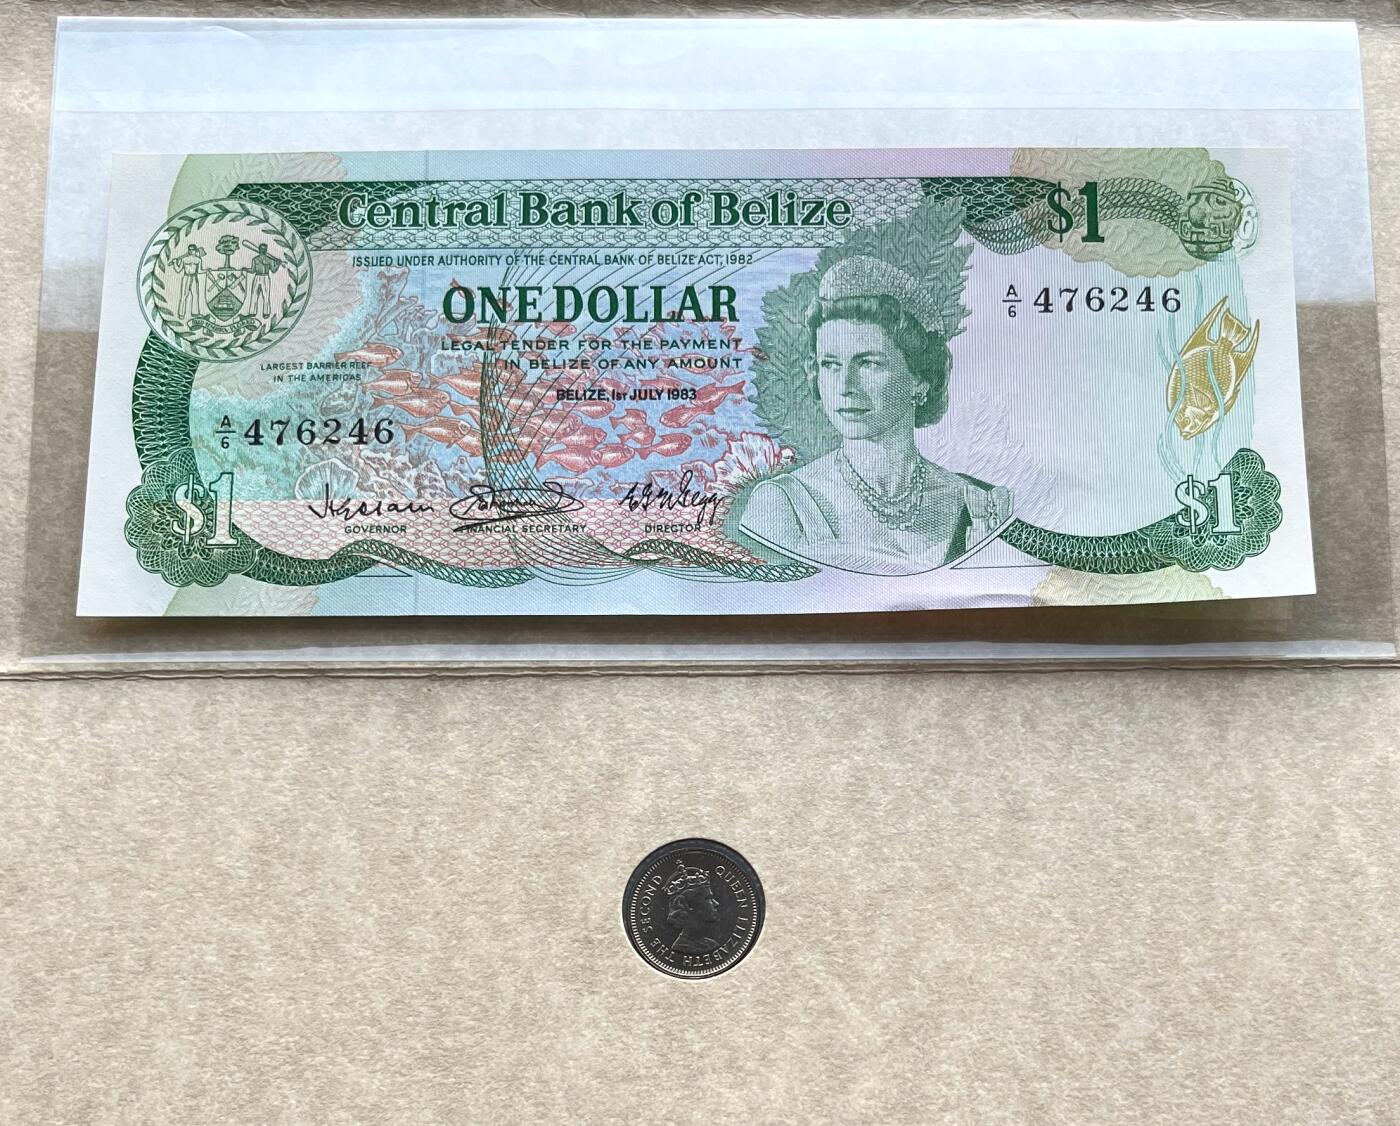 Central Bank of Belize
$1
ISSUED UNDER AUTHORITY OF THE CENTRAL BANK OF BELIZE ACT, 1982
ONE DOLLAR
A/6 476246
LEGAL TENDER FOR THE PAYMENT
IN BELIZE OF ANY AMOUNT
LARGEST BARRIER REEF
IN THE AMERICAS
BELIZE, 1ST JULY 1983
A/6 476246
$1
$1
GOVERNOR
FINANCIAL SECRETARY
DIRECTOR
QUEEN ELIZABETH THE SECOND